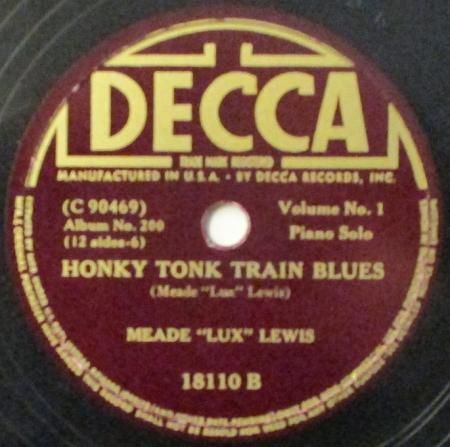 DECCA
TRADE MARK REGISTERED
MANUFACTURED IN U.S.A. • BY DECCA RECORDS, INC.
(C 90469)
Album No. 200
(12 sides-6)
Volume No. 1
Piano Solo
HONKY TONK TRAIN BLUES
(Meade "Lux" Lewis)
MEADE "LUX" LEWIS
18110 B